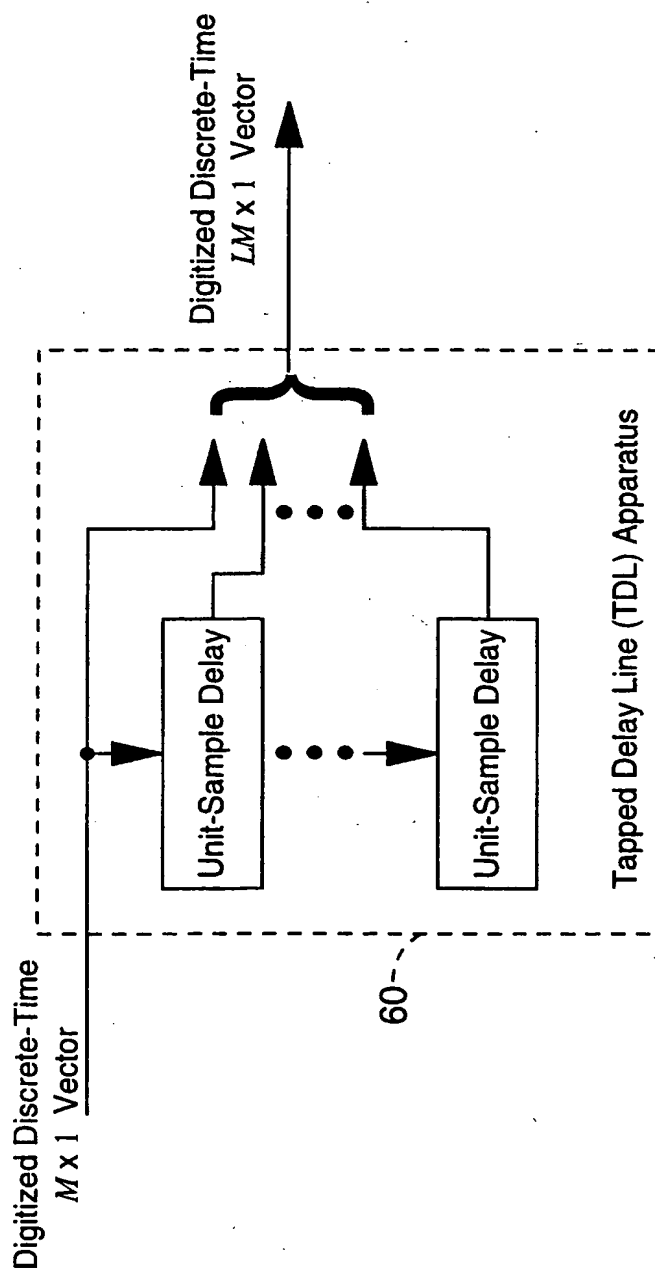 Digitized Discrete-Time
M x 1 Vector
Digitized Discrete-Time
LM x 1 Vector
Unit-Sample Delay
Unit-Sample Delay
60
Tapped Delay Line (TDL) Apparatus